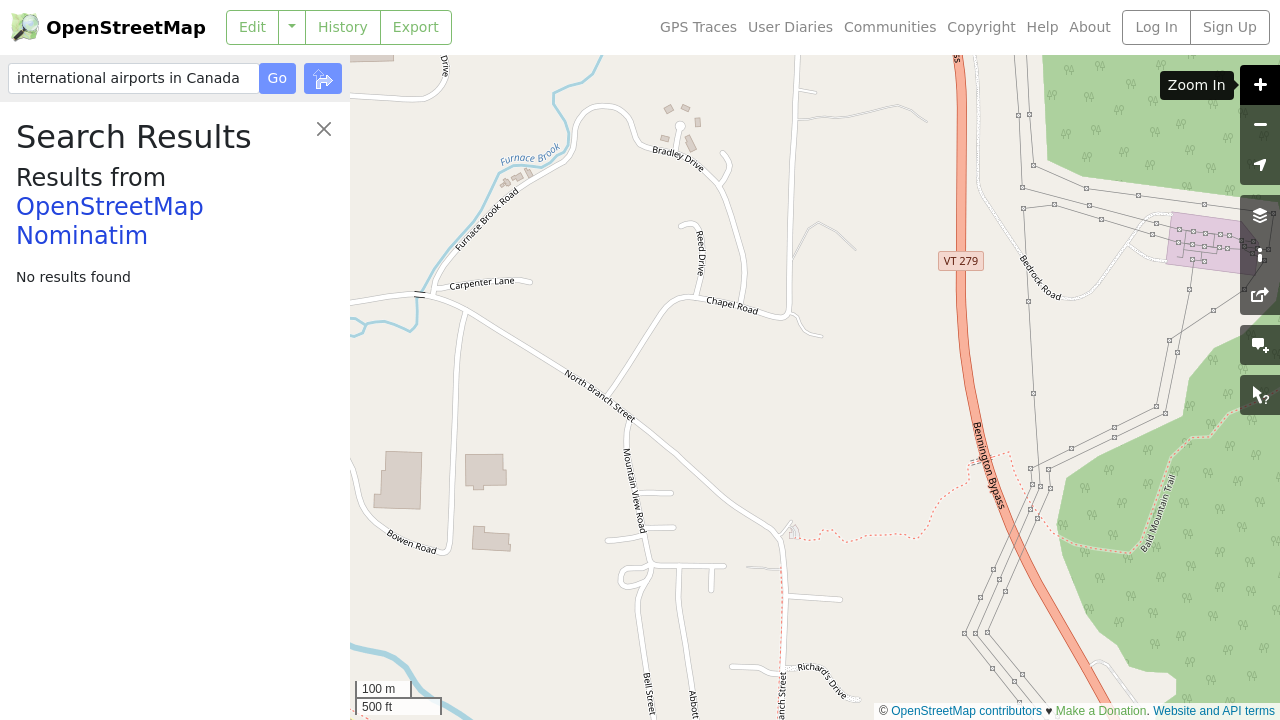 OpenStreetMap
Edit
History
Export
GPS Traces
User Diaries
Communities
Copyright
Help
About
Log In
Sign Up
international airports in Canada
Go
Search Results
Results from
OpenStreetMap
Nominatim
No results found
Zoom In
Drive
ss
Furnace Brook
Bradley Drive
Furnace Brook Road
Reed Drive
Carpenter Lane
Chapel Road
VT 279
Bedrock Road
North Branch Street
Mountain View Road
Bennington Bypass
Bald Mountain Trail
Bowen Road
Richards Drive
Bell Street
Abbott
anch Street
100 m
500 ft
© OpenStreetMap contributors ♥ Make a Donation. Website and API terms